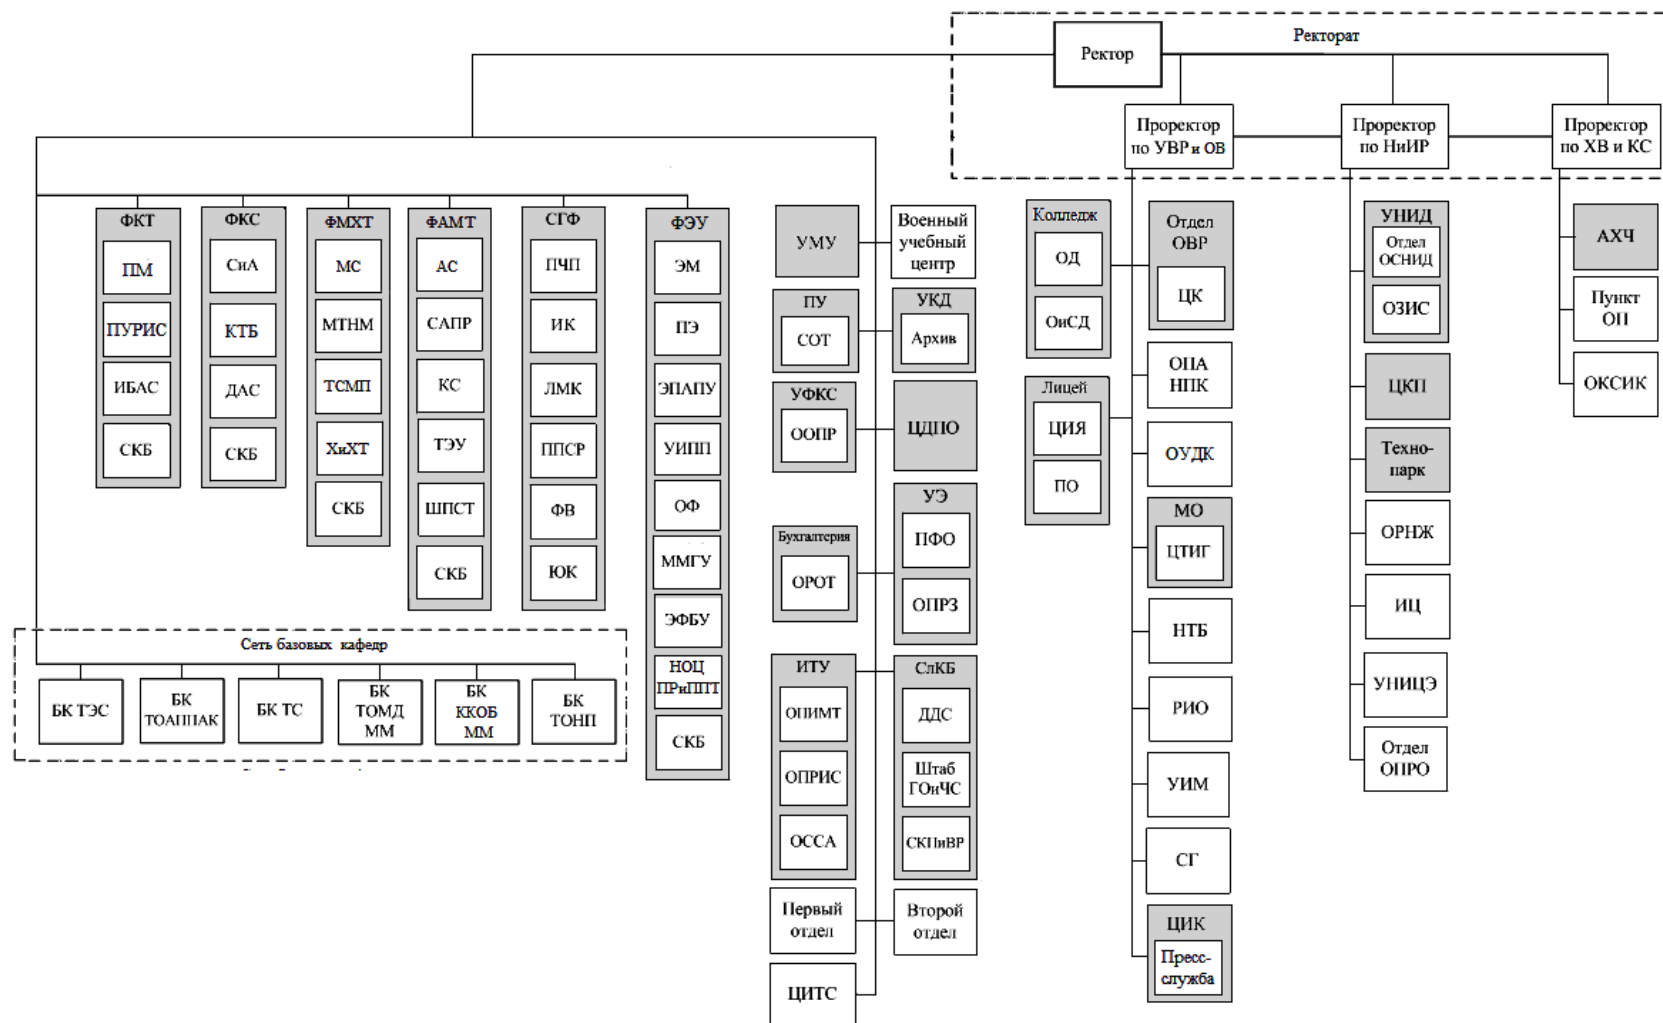 Ректорат
Ректор
Проректор
по УВР и ОВ
Проректор
по НиИР
Проректор
по ХВ и КС
ФКТ
ПМ
ПУРИС
ИБАС
СКБ
ФКС
СиА
КТБ
ДАС
СКБ
ФМХТ
МС
МТНМ
ТСМП
ХиХТ
СКБ
ФАМТ
АС
САПР
КС
ТЭУ
ШПСТ
СКБ
СГФ
ПЧП
ИК
ЛМК
ППСР
ФВ
ЮК
ФЭУ
ЭМ
ПЭ
ЭПАПУ
УИПП
ОФ
ММГУ
ЭФБУ
НОЦ
ПРиППТ
СКБ
Сеть базовых кафедр
БК ТЭС
БК
ТОАППАК
БК ТС
БК
ТОМД
ММ
БК
ККОБ
ММ
БК
ТОНП
УМУ
Военный
учебный
центр
ПУ
СОТ
УКД
Архив
УФКС
ООПР
ЦДПО
Бухгалтерия
ОРОТ
УЭ
ПФО
ОПРЗ
ИТУ
ОПИМТ
ОПРИС
ОССА
СлКБ
ДДС
Штаб
ГОиЧС
СКПиВР
Первый
отдел
Второй
отдел
ЦИТС
Колледж
ОД
ОиСД
Лицей
ЦИЯ
ПО
Отдел
ОВР
ЦК
ОПА
НПК
ОУДК
МО
ЦТИГ
НТБ
РИО
УИМ
СГ
ЦИК
Пресс-
служба
УНИД
Отдел
ОСНИД
ОЗИС
ЦКП
Техно-
парк
ОРНЖ
ИЦ
УНИЦЭ
Отдел
ОПРО
АХЧ
Пункт
ОП
ОКСИК